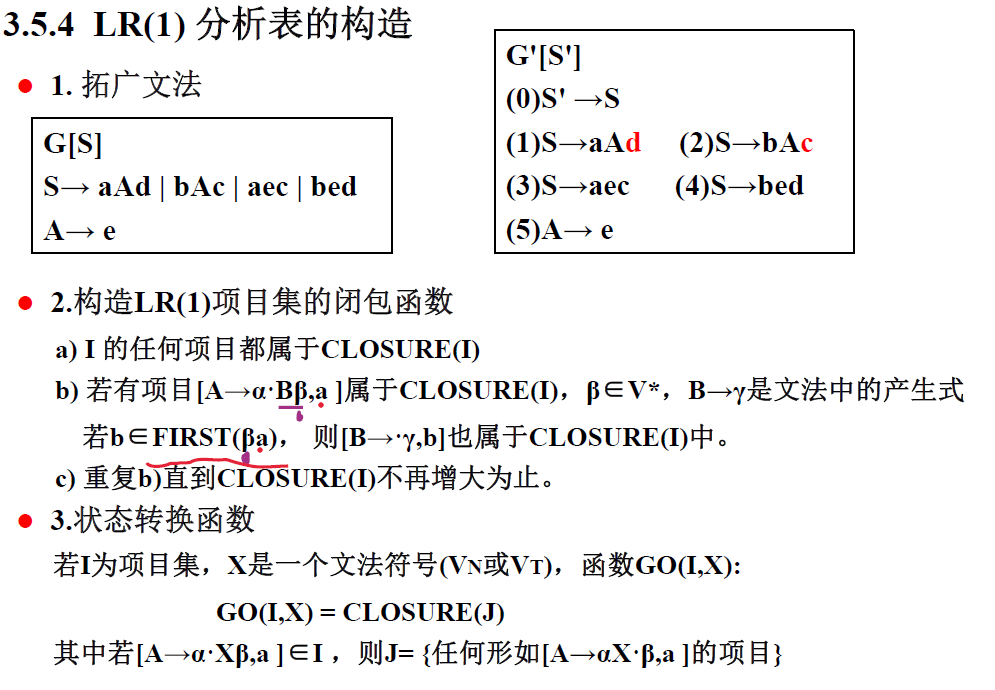 3.5.4 LR(1) 分析表的构造
● 1. 拓广文法
G[S]
S→ aAd | bAc | aec | bed
A→ e
G'[S']
(0)S' →S
(1)S→aAd (2)S→bAc
(3)S→aec (4)S→bed
(5)A→ e
● 2.构造LR(1)项目集的闭包函数
a) I 的任何项目都属于CLOSURE(I)
b) 若有项目[A→α·Bβ,a ]属于CLOSURE(I)，β∈V*，B→γ是文法中的产生式
若b∈FIRST(βa)， 则[B→·γ,b]也属于CLOSURE(I)中。
c) 重复b)直到CLOSURE(I)不再增大为止。
● 3.状态转换函数
若I为项目集，X是一个文法符号(VN或VT)，函数GO(I,X):
GO(I,X) = CLOSURE(J)
其中若[A→α·Xβ,a ]∈I ，则J= {任何形如[A→αX·β,a ]的项目}